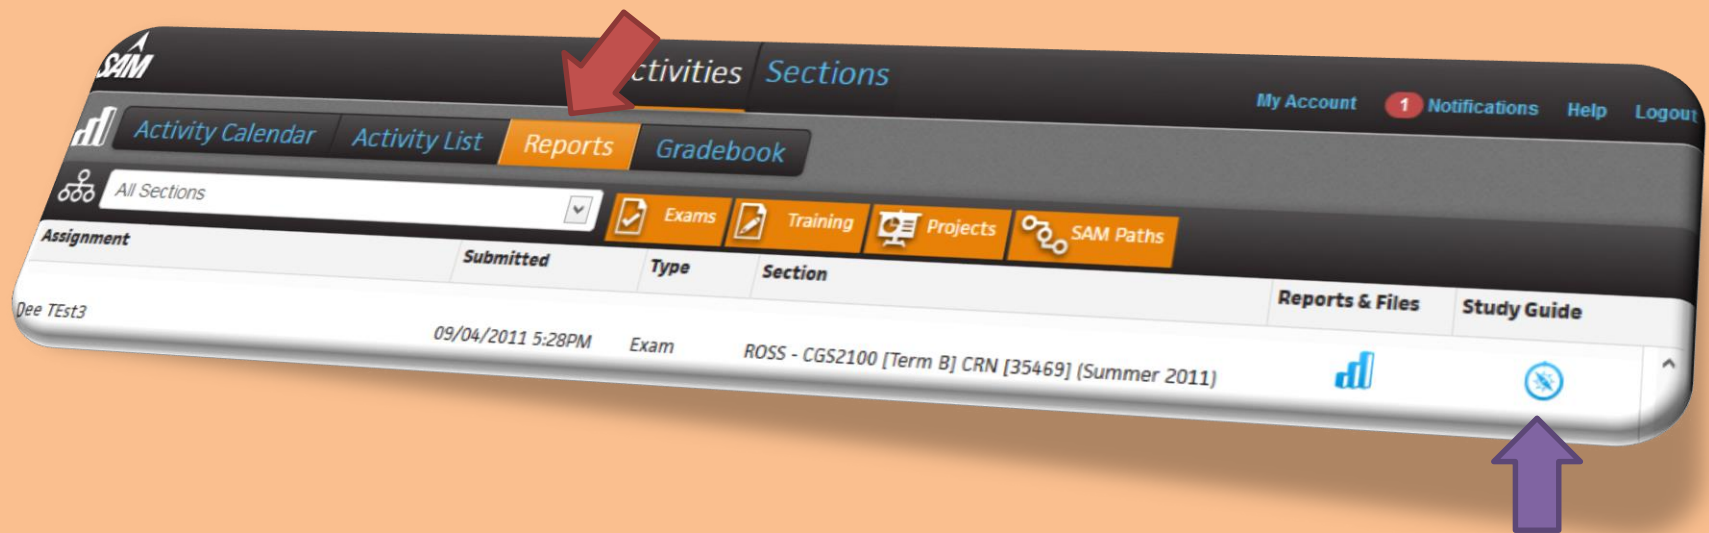 SAM
ctivities Sections
My Account 1 Notifications Help Logout
Activity Calendar Activity List Reports Gradebook
All Sections
Exams Training Projects SAM Paths
Assignment Submitted Type Section Reports & Files Study Guide
Dee TEst3 09/04/2011 5:28PM Exam ROSS - CGS2100 [Term B] CRN [35469] (Summer 2011)